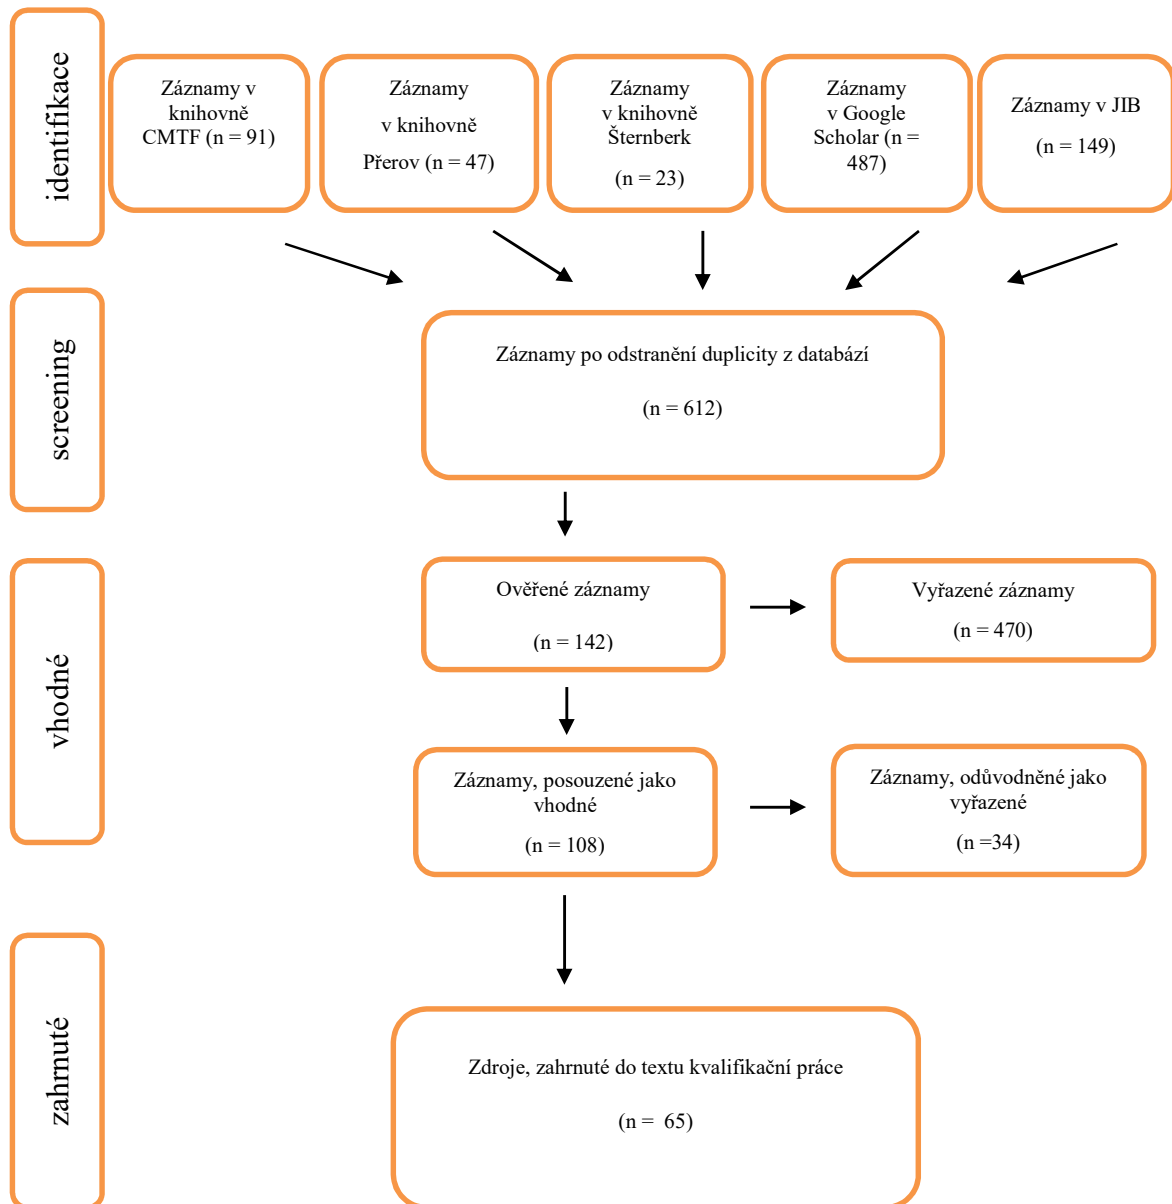 identifikace
Záznamy v
knihovně
CMTF (n = 91)
Záznamy
v knihovně
Přerov (n = 47)
Záznamy
v knihovně
Šternberk
(n = 23)
Záznamy
v Google
Scholar (n =
487)
Záznamy v JIB
(n = 149)
screening
Záznamy po odstranění duplicity z databází
(n = 612)
vhodné
Ověřené záznamy
(n = 142)
Vyřazené záznamy
(n = 470)
Záznamy, posouzené jako
vhodné
(n = 108)
Záznamy, odůvodněné jako
vyřazené
(n =34)
zahrnuté
Zdroje, zahrnuté do textu kvalifikační práce
(n =  65)